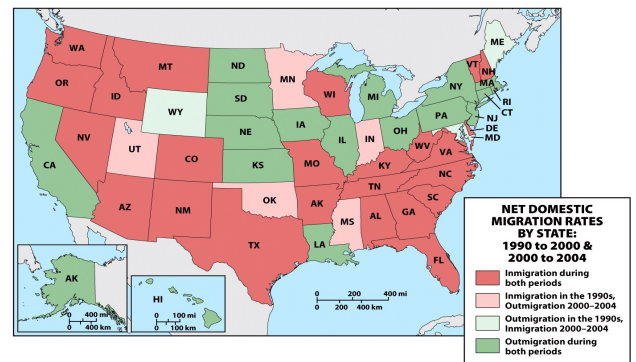 ME
WA
MT
ND
MN
VT
NH
OR
ID
WI
NY
MA
SD
MI
RI
CT
WY
PA
NJ
IA
NE
OH
DE
MD
NV
IL
IN
UT
WV
VA
CO
CA
KS
MO
KY
NC
TN
OK
AZ
NM
AK
SC
MS
AL
GA
TX
LA
FL
AK
HI
0 400 mi
0 400 km
0 100 mi
0 100 km
0 200 400 mi
0 200 400 km
NET DOMESTIC
MIGRATION RATES
BY STATE:
1990 to 2000 &
2000 to 2004
Inmigration during
both periods
Inmigration in the 1990s,
Outmigration 2000–2004
Outmigration in the 1990s,
Inmigration 2000–2004
Outmigration during
both periods